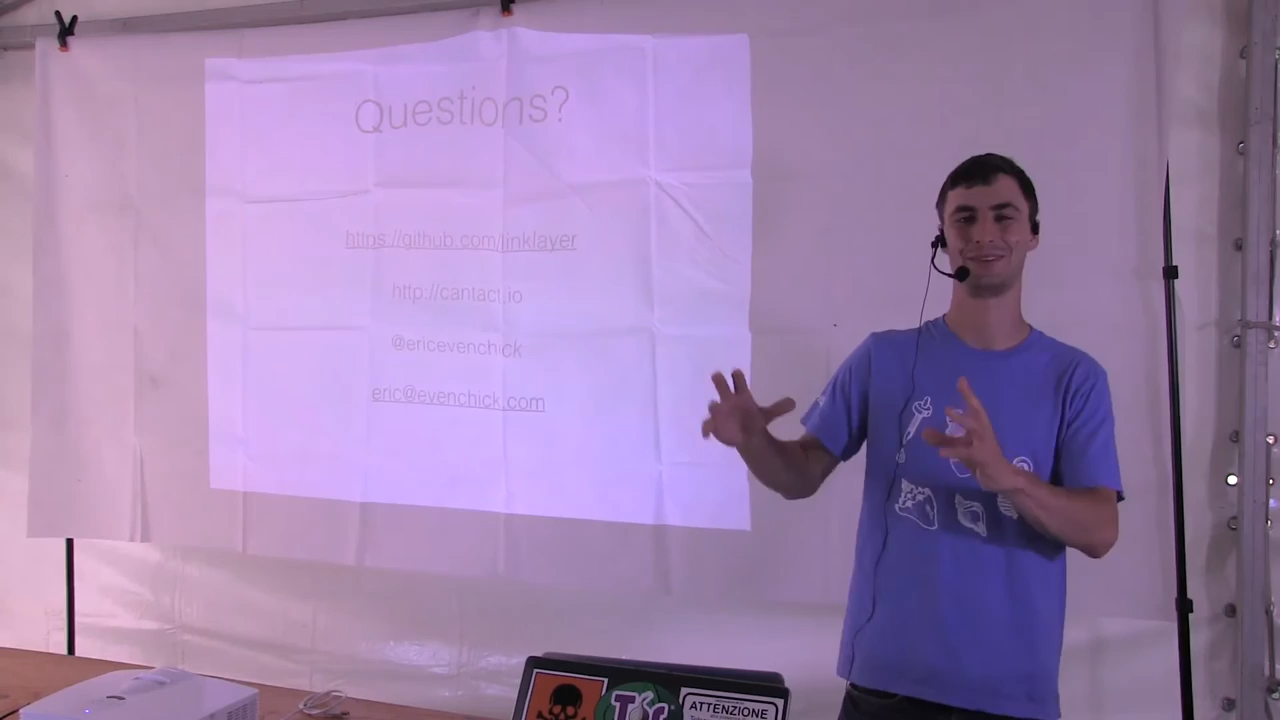 Questions?
https://github.com/linklayer
http://cantact.io
@ericevenchick
eric@evenchick.com
ATTENZIONE